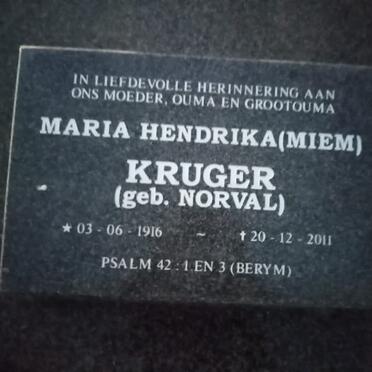 IN LIEFDEVOLLE HERINNERING AAN
ONS MOEDER, OUMA EN GROOTOUMA
MARIA HENDRIKA(MIEM)
KRUGER
(geb. NORVAL)
★ 03 - 06 - 1916 ~ † 20 - 12 - 2011
PSALM 42 : 1 EN 3 (BERYM)